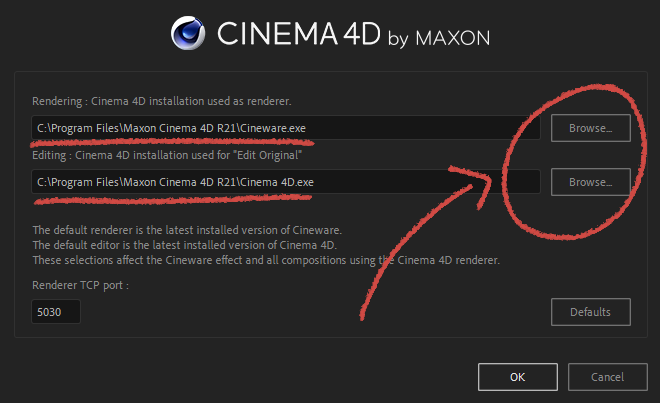 CINEMA 4D by MAXON
Rendering : Cinema 4D installation used as renderer.
C:\Program Files\Maxon Cinema 4D R21\Cineware.exe
Browse...
Editing : Cinema 4D installation used for "Edit Original"
C:\Program Files\Maxon Cinema 4D R21\Cinema 4D.exe
Browse...
The default renderer is the latest installed version of Cineware.
The default editor is the latest installed version of Cinema 4D.
These selections affect the Cineware effect and all compositions using the Cinema 4D renderer.
Renderer TCP port :
5030
Defaults
OK
Cancel